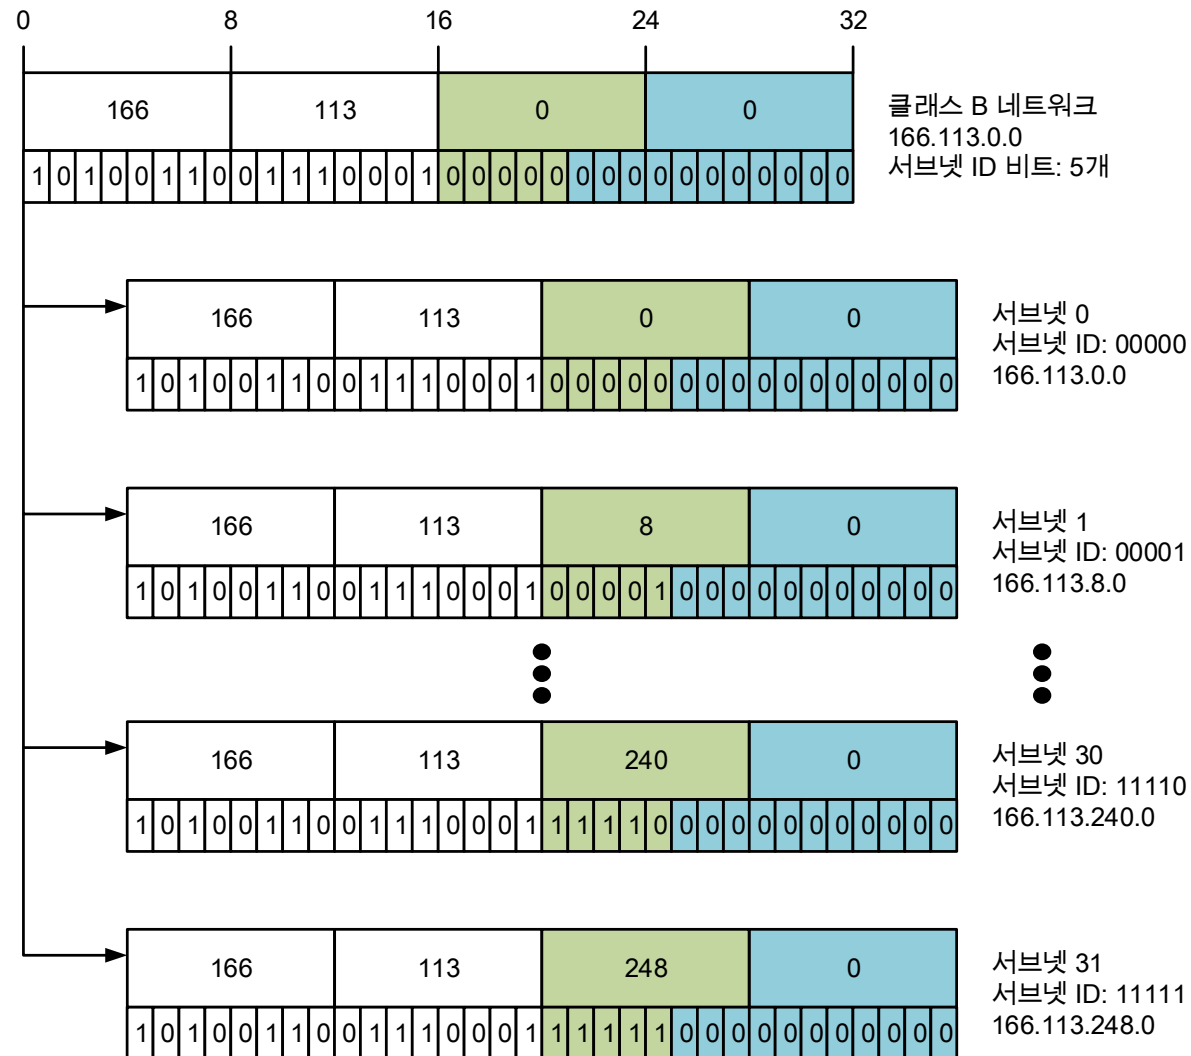 0 8 16 24 32
166 113 0 0
클래스 B 네트워크
166.113.0.0
서브넷 ID 비트: 5개
1 0 1 0 0 1 1 0 0 1 1 1 0 0 0 1 0 0 0 0 0 0 0 0 0 0 0 0 0 0 0 0
166 113 0 0
서브넷 0
서브넷 ID: 00000
166.113.0.0
1 0 1 0 0 1 1 0 0 1 1 1 0 0 0 1 0 0 0 0 0 0 0 0 0 0 0 0 0 0 0 0
166 113 8 0
서브넷 1
서브넷 ID: 00001
166.113.8.0
1 0 1 0 0 1 1 0 0 1 1 1 0 0 0 1 0 0 0 0 1 0 0 0 0 0 0 0 0 0 0 0
166 113 240 0
서브넷 30
서브넷 ID: 11110
166.113.240.0
1 0 1 0 0 1 1 0 0 1 1 1 0 0 0 1 1 1 1 1 0 0 0 0 0 0 0 0 0 0 0 0
166 113 248 0
서브넷 31
서브넷 ID: 11111
166.113.248.0
1 0 1 0 0 1 1 0 0 1 1 1 0 0 0 1 1 1 1 1 1 0 0 0 0 0 0 0 0 0 0 0